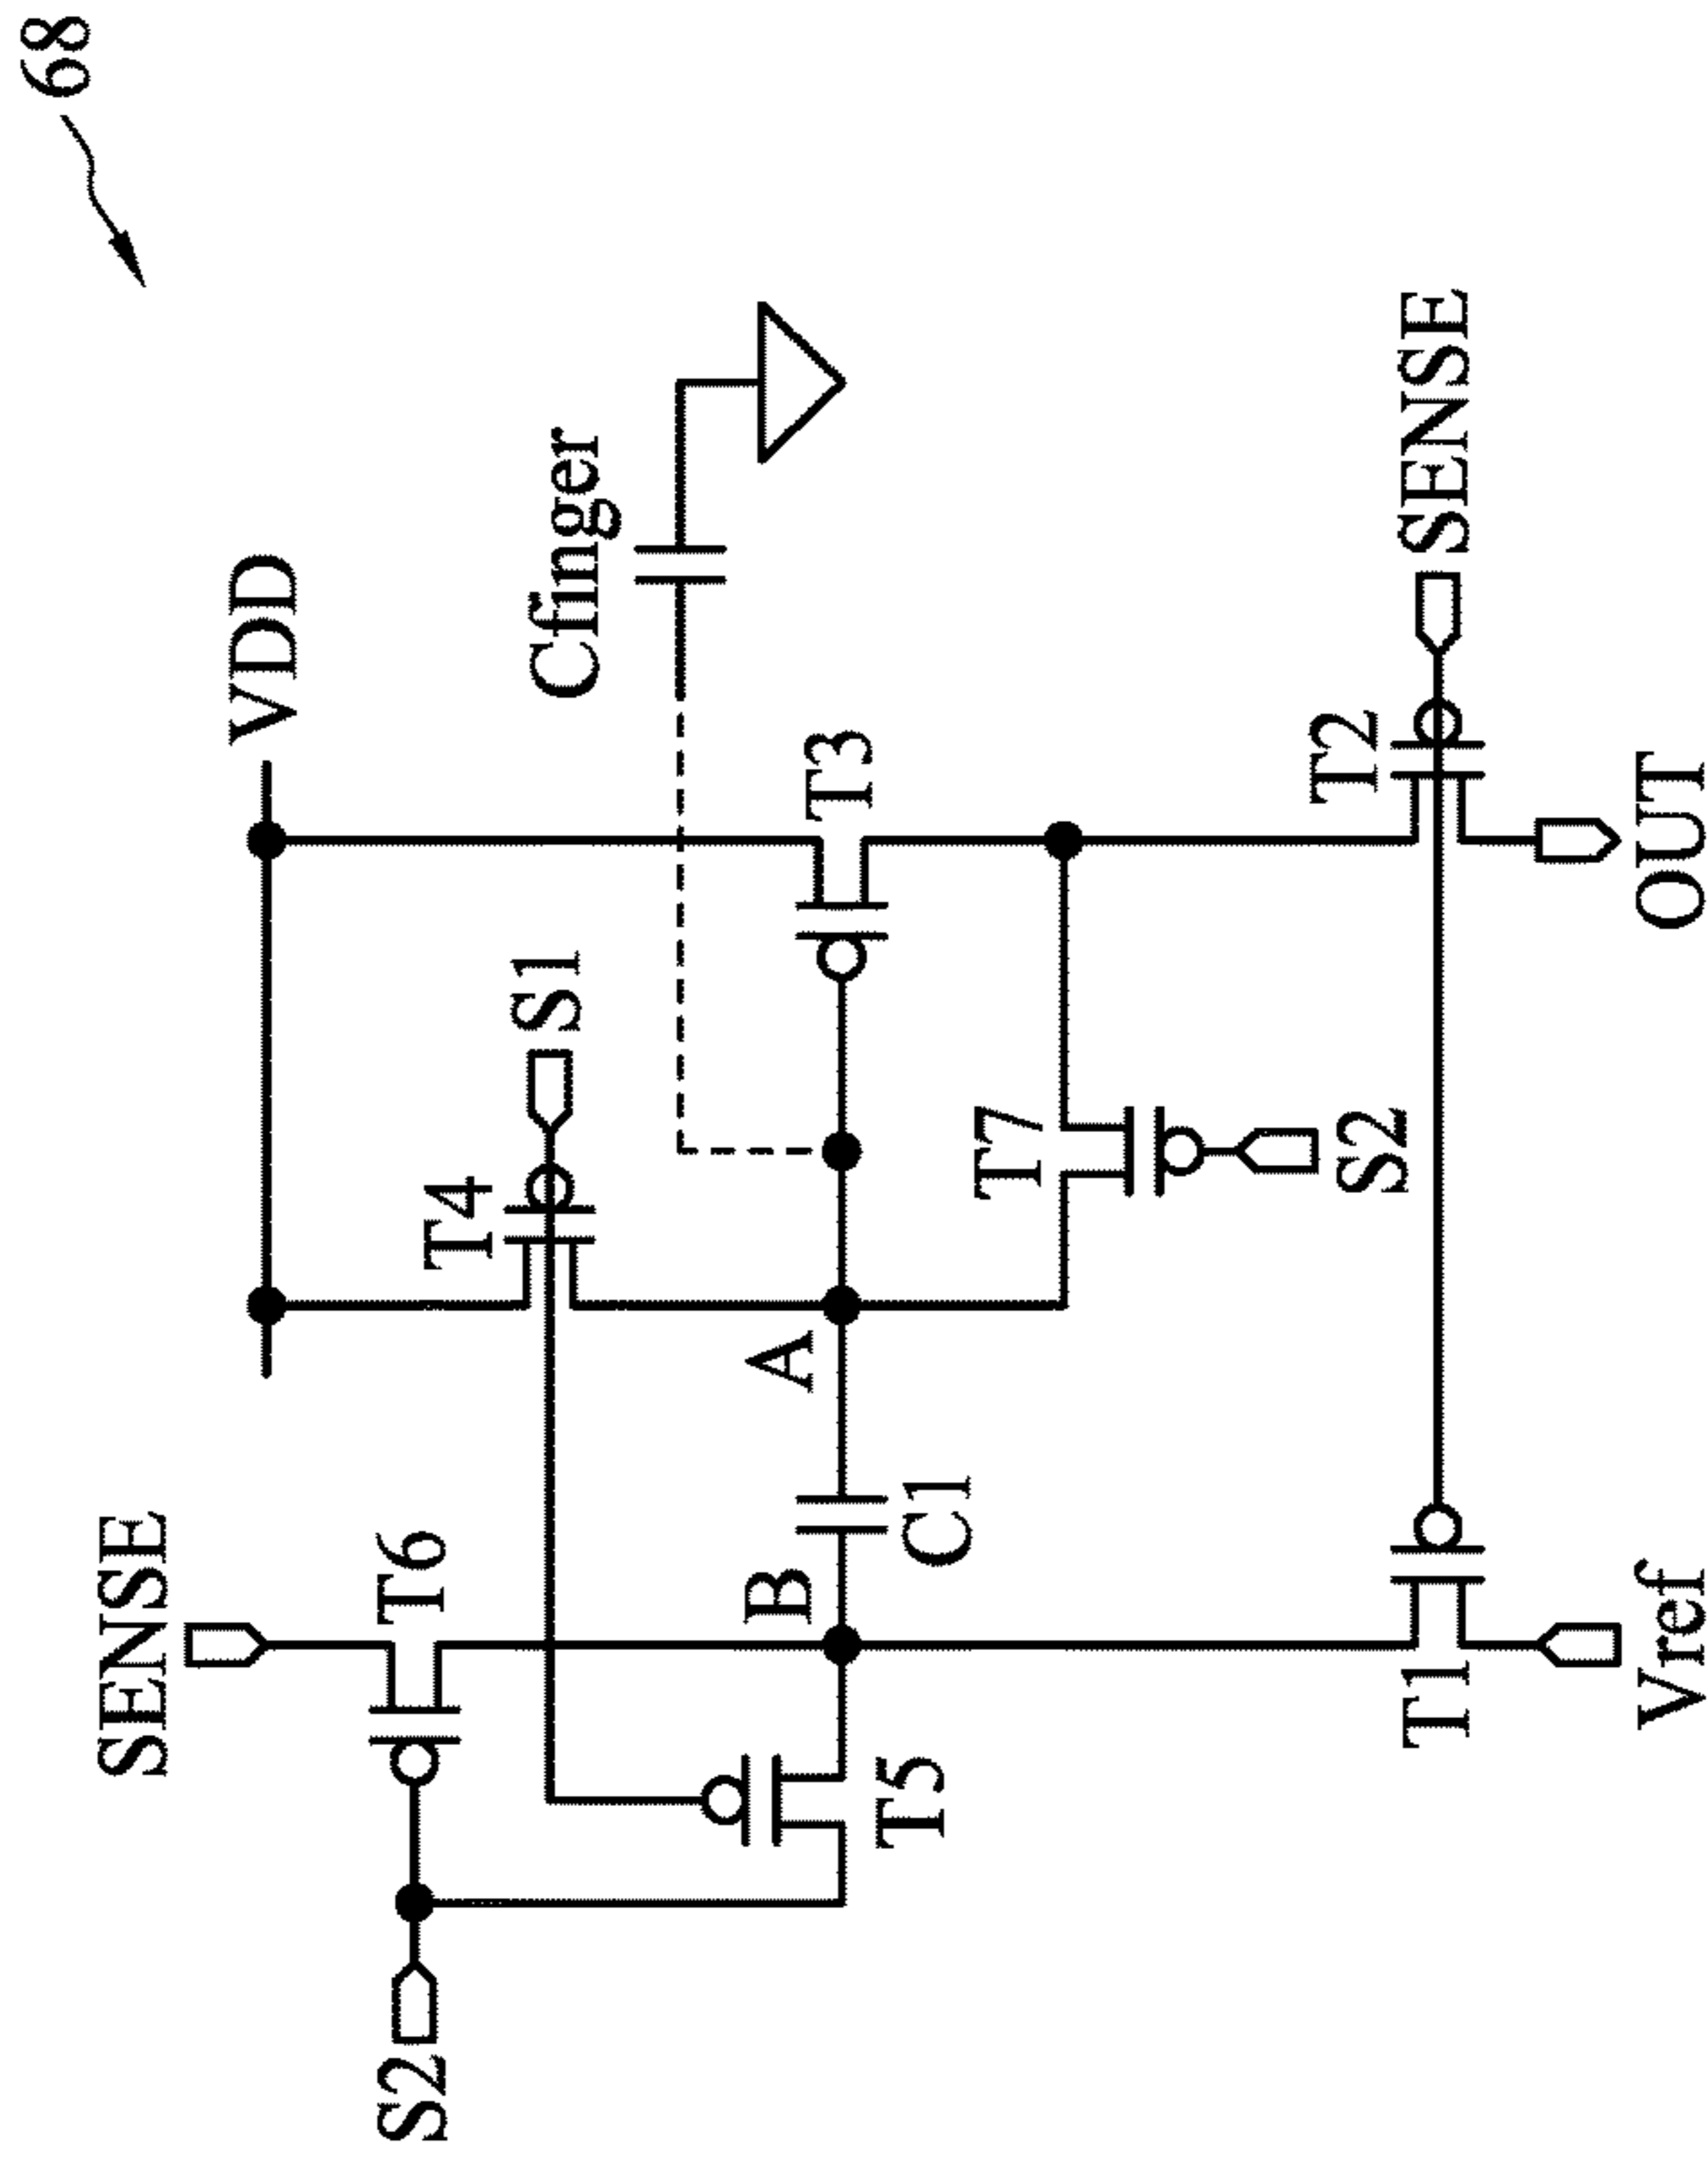 68
VDD
Cfinger
SENSE
T6
T4
S1
T3
S2
A
B
C1
T5
T7
S2
T2
SENSE
T1
Vref
OUT